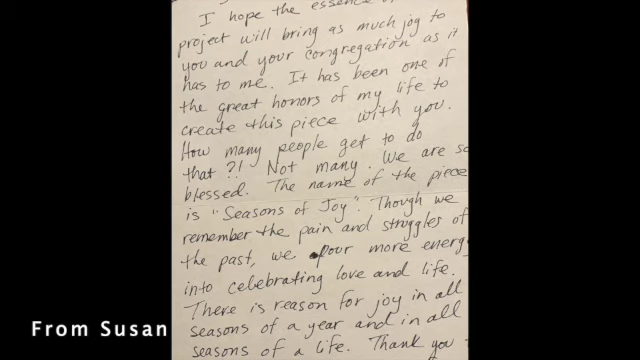 I hope the essence
project will bring as much joy to
you and your congregation as it
has to me. It has been one of
the great honors of my life to
create this piece with you.
How many people get to do
that?! Not many. We are so
blessed. The name of the piece
is "Seasons of Joy". Though we
remember the pain and struggles of
the past, we pour more energy
into celebrating love and life.
There is reason for joy in all
seasons of a year and in all
seasons of a life. Thank you
From Susan